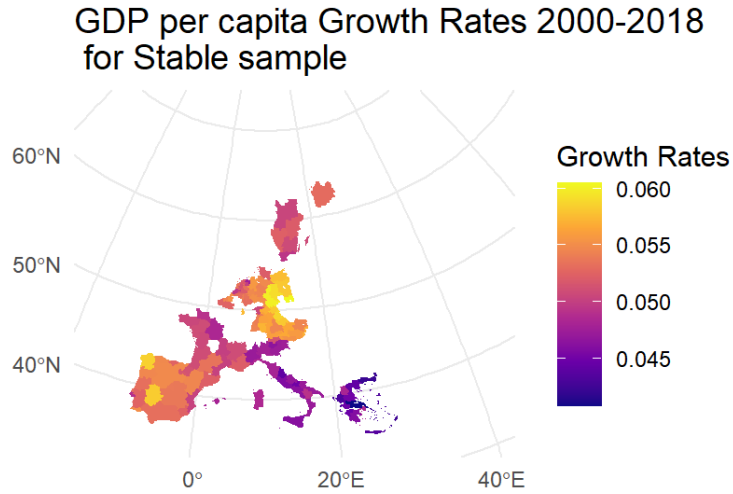 GDP per capita Growth Rates 2000-2018
for Stable sample
60°N
50°N
40°N
0°
20°E
40°E
Growth Rates
0.060
0.055
0.050
0.045